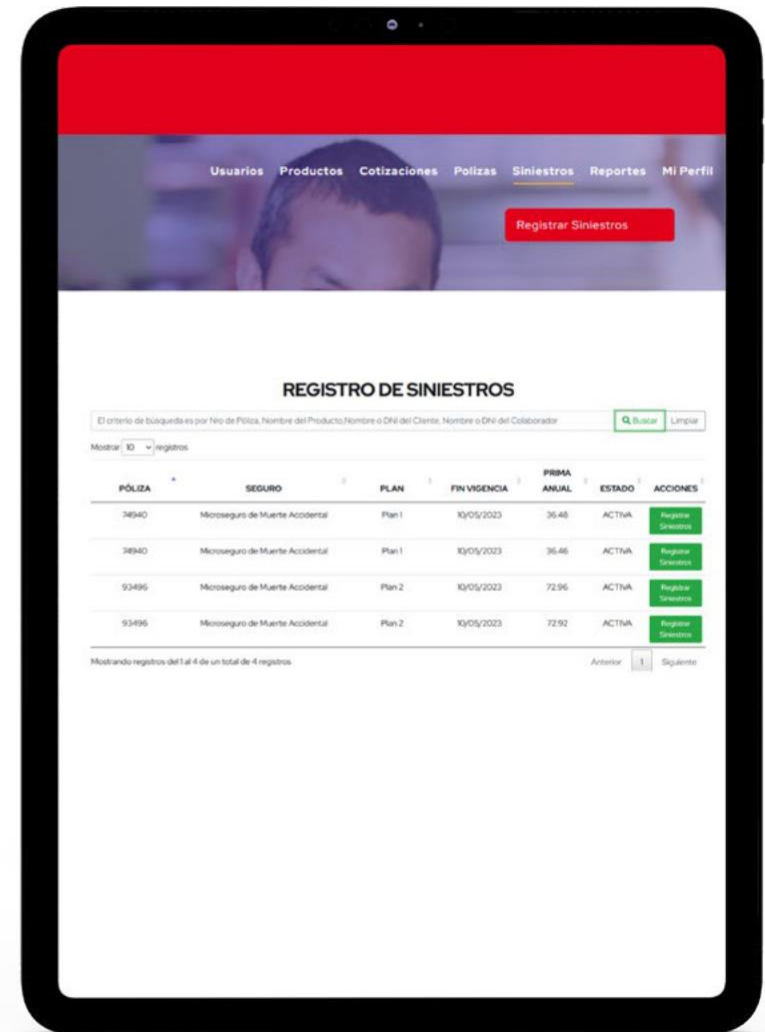 Usuarios Productos Cotizaciones Polizas Siniestros Reportes Mi Perfil
Registrar Siniestros
REGISTRO DE SINIESTROS
El criterio de búsqueda es por Nro de Póliza, Nombre del Producto,Nombre o DNI del Cliente, Nombre o DNI del Colaborador Buscar Limpiar
Mostrar 10 registros
PÓLIZA SEGURO PLAN FIN VIGENCIA PRIMA ANUAL ESTADO ACCIONES
74940 Microseguro de Muerte Accidental Plan 1 10/05/2023 36.48 ACTIVA Registrar Siniestros
74940 Microseguro de Muerte Accidental Plan 1 10/05/2023 36.46 ACTIVA Registrar Siniestros
93496 Microseguro de Muerte Accidental Plan 2 10/05/2023 72.96 ACTIVA Registrar Siniestros
93496 Microseguro de Muerte Accidental Plan 2 10/05/2023 72.92 ACTIVA Registrar Siniestros
Mostrando registros del 1 al 4 de un total de 4 registros Anterior 1 Siguiente